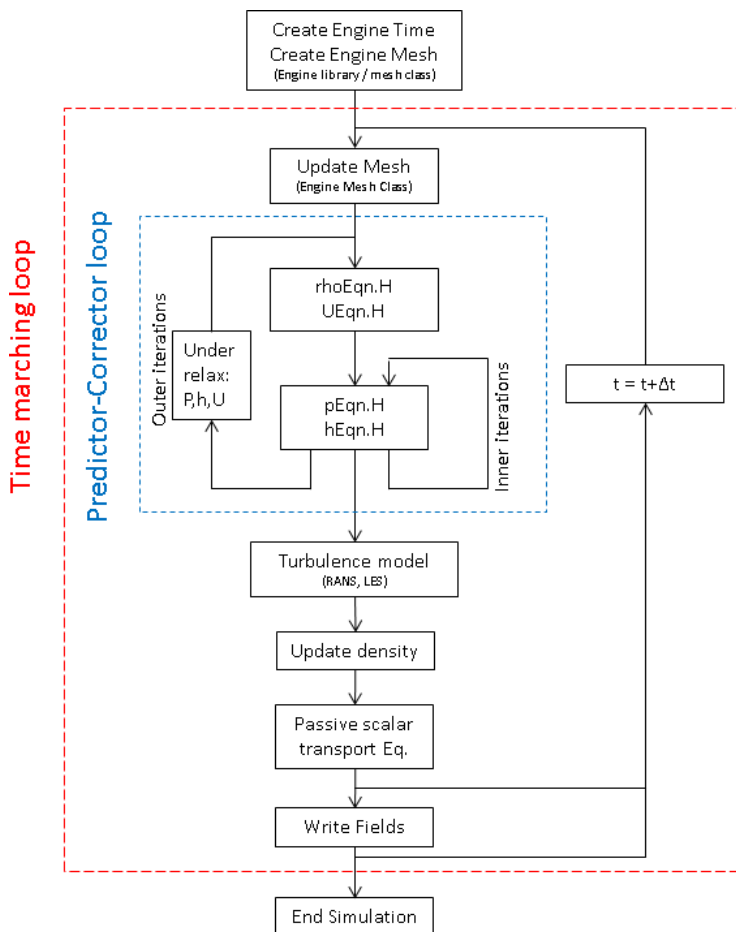 Create Engine Time
Create Engine Mesh
(Engine library / mesh class)
Time marching loop
Update Mesh
(Engine Mesh Class)
Predictor-Corrector loop
Outer iterations
rhoEqn.H
UEqn.H
Under
relax:
P,h,U
pEqn.H
hEqn.H
Inner iterations
t = t+Δt
Turbulence model
(RANS, LES)
Update density
Passive scalar
transport Eq.
Write Fields
End Simulation